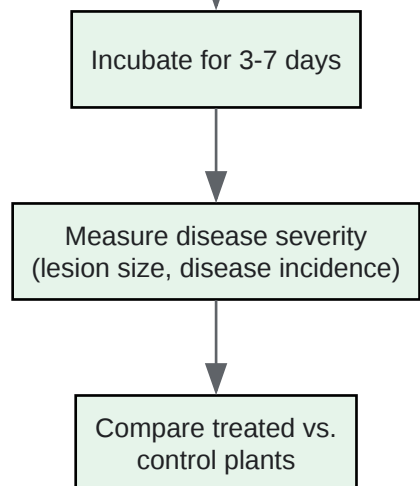 Incubate for 3-7 days
Measure disease severity
(lesion size, disease incidence)
Compare treated vs.
control plants